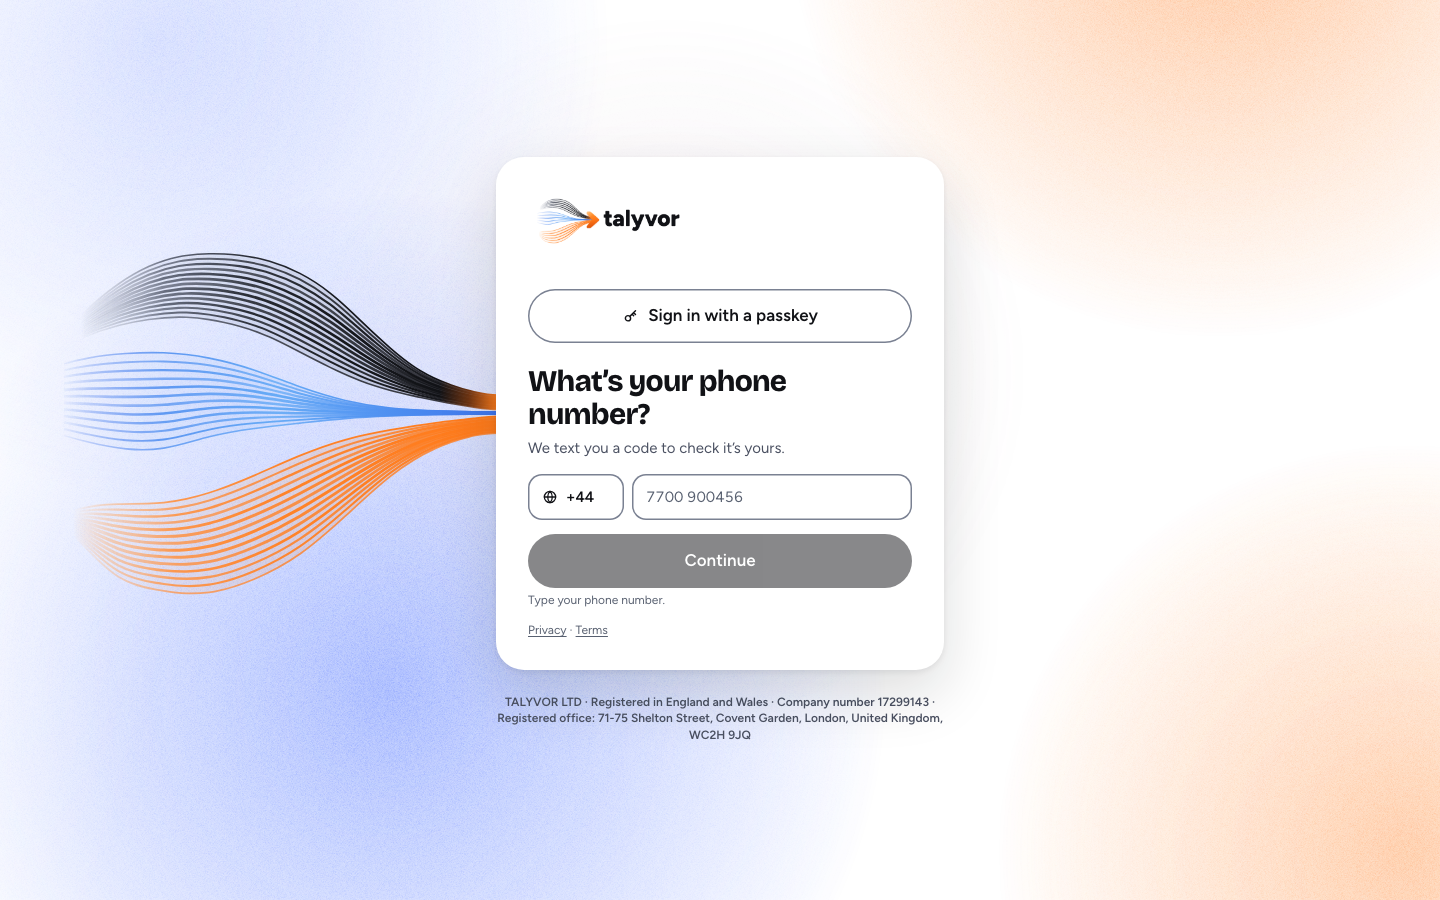 talyvor
Sign in with a passkey
What's your phone
number?
We text you a code to check it's yours.
+44
7700 900456
Continue
Type your phone number.
Privacy · Terms
TALYVOR LTD · Registered in England and Wales · Company number 17299143 ·
Registered office: 71-75 Shelton Street, Covent Garden, London, United Kingdom,
WC2H 9JQ